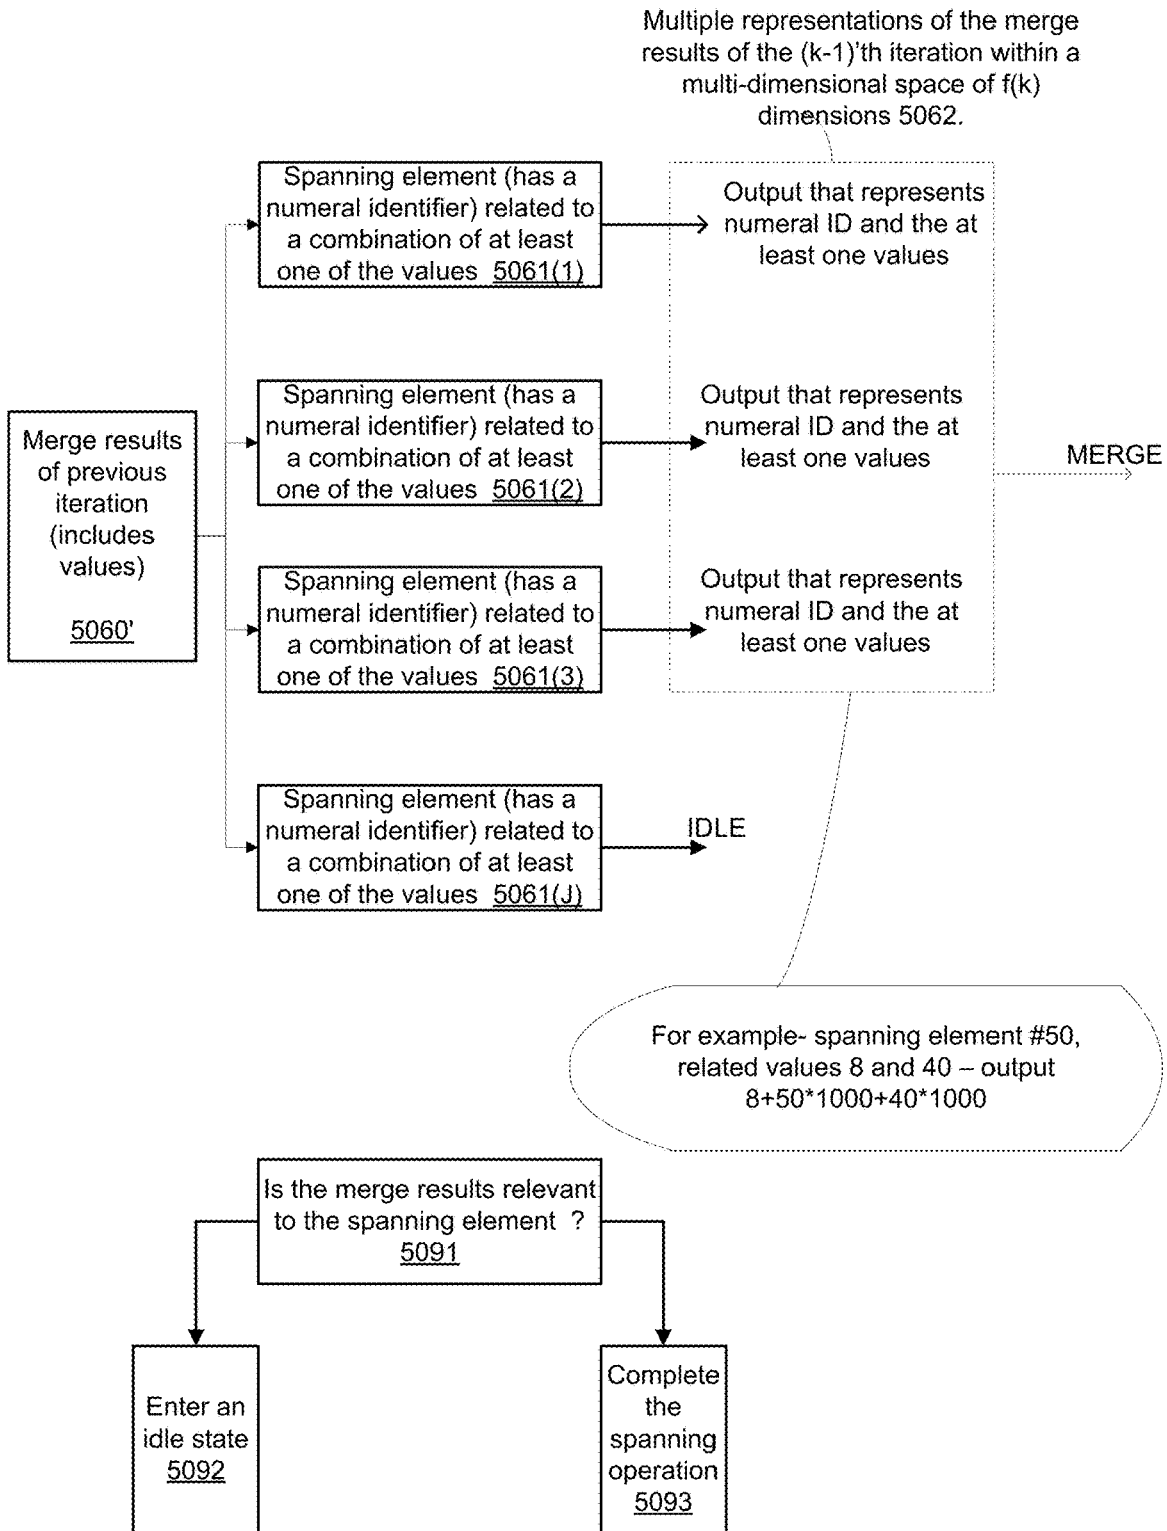 Multiple representations of the merge
results of the (k-1)'th iteration within a
multi-dimensional space of f(k)
dimensions 5062.
Spanning element (has a
numeral identifier) related to
a combination of at least
one of the values 5061(1)
Output that represents
numeral ID and the at
least one values
Spanning element (has a
numeral identifier) related to
a combination of at least
one of the values 5061(2)
Output that represents
numeral ID and the at
least one values
Merge results
of previous
iteration
(includes
values)
5060'
MERGE
Spanning element (has a
numeral identifier) related to
a combination of at least
one of the values 5061(3)
Output that represents
numeral ID and the at
least one values
Spanning element (has a
numeral identifier) related to
a combination of at least
one of the values 5061(J)
IDLE
For example- spanning element #50,
related values 8 and 40 – output
8+50*1000+40*1000
Is the merge results relevant
to the spanning element ?
5091
Enter an
idle state
5092
Complete
the
spanning
operation
5093